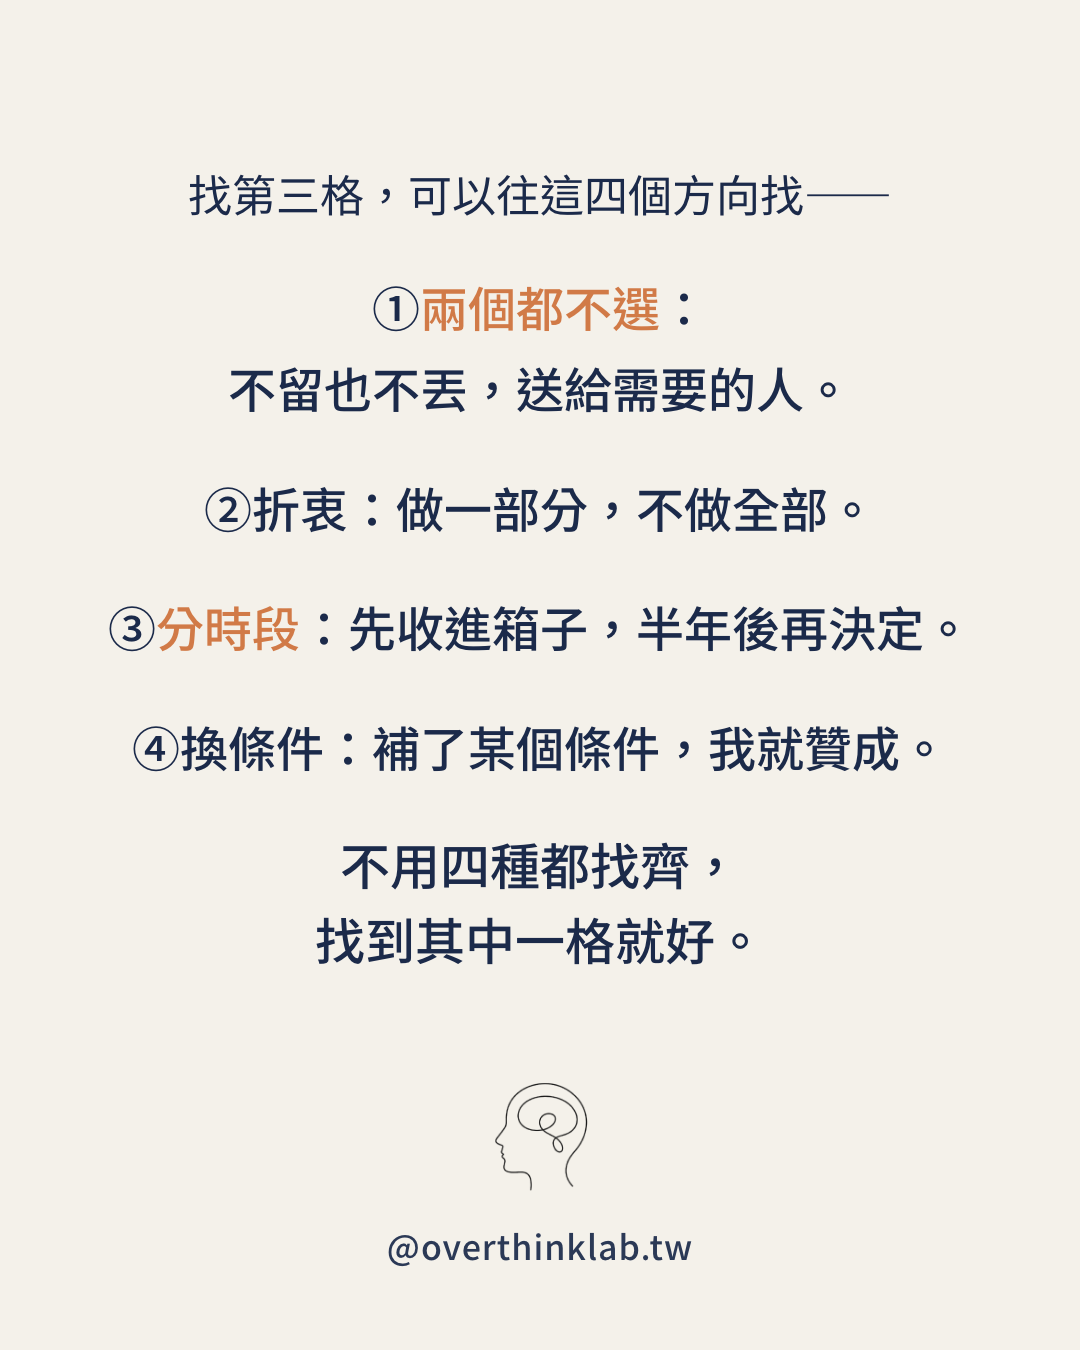 找第三格，可以往這四個方向找——
①兩個都不選：
不留也不丟，送給需要的人。
②折衷：做一部分，不做全部。
③分時段：先收進箱子，半年後再決定。
④換條件：補了某個條件，我就贊成。
不用四種都找齊，
找到其中一格就好。
@overthinklab.tw